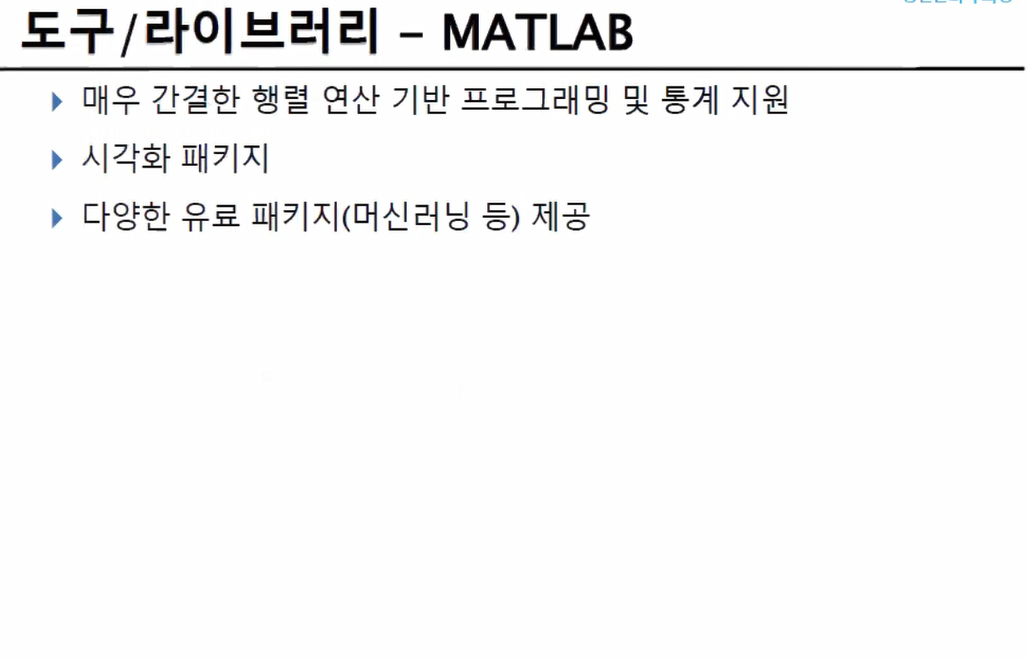 도구/라이브러리 – MATLAB
매우 간결한 행렬 연산 기반 프로그래밍 및 통계 지원
시각화 패키지
다양한 유료 패키지(머신러닝 등) 제공